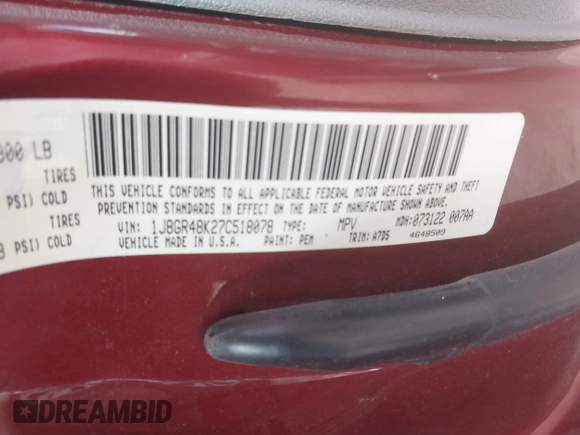 800 LB
TIRES
PSI) COLD
TIRES
PSI) COLD
THIS VEHICLE CONFORMS TO ALL APPLICABLE FEDERAL MOTOR VEHICLE SAFETY AND THEFT
PREVENTION STANDARDS IN EFFECT ON THE DATE OF MANUFACTURE SHOWN ABOVE.
VIN: 1J8GR48K27C518078 TYPE: MPV MDH:073122 007AA
VEHICLE MADE IN U.S.A. PAINT: PEM TRIM: A7D5 4648509
DREAMBID